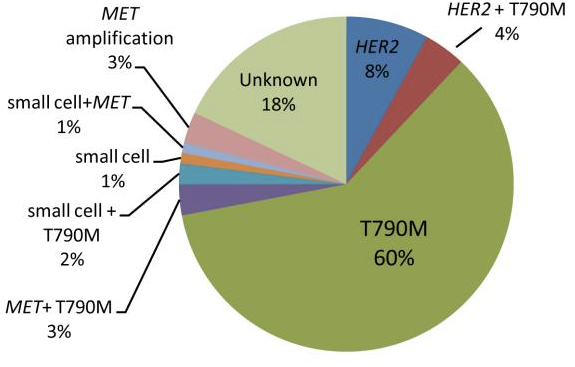 HER2 + T790M
4%
HER2
8%
T790M
60%
MET+ T790M
3%
small cell +
T790M
2%
small cell
1%
small cell+MET
1%
MET
amplification
3%
Unknown
18%